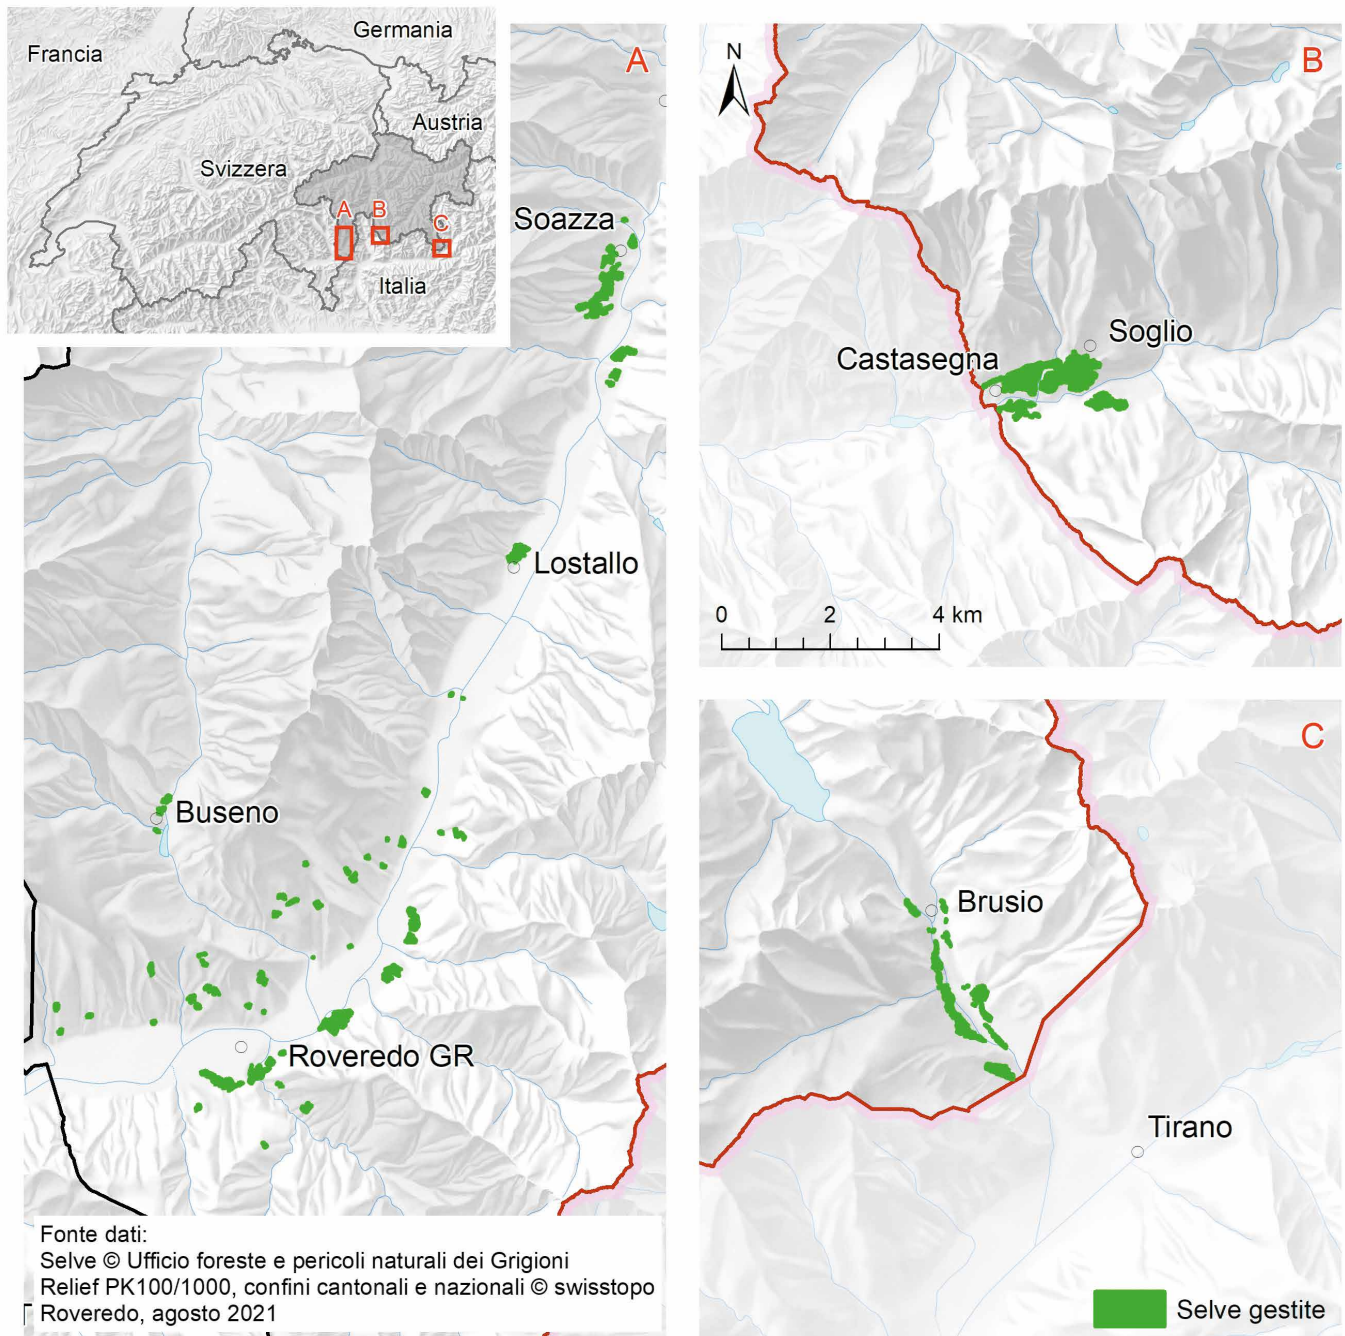 Francia
Germania
Austria
Svizzera
A
B
C
Italia
A
Soazza
Lostallo
Buseno
Roveredo GR
Fonte dati:
Selve © Ufficio foreste e pericoli naturali dei Grigioni
Relief PK100/1000, confini cantonali e nazionali © swisstopo
Roveredo, agosto 2021
N
B
Soglio
Castasegna
0 2 4 km
C
Brusio
Tirano
Selve gestite